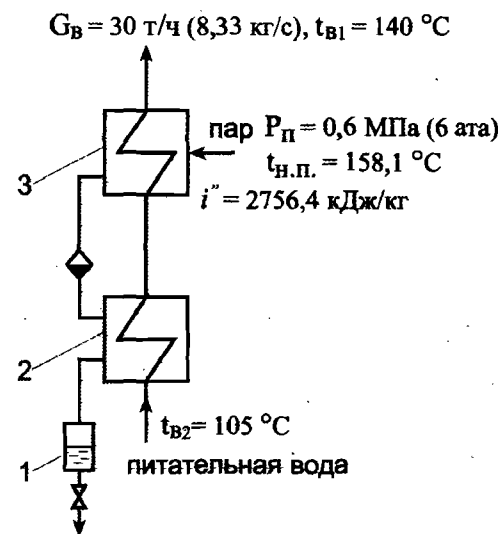 G_В = 30 т/ч (8,33 кг/с), t_В1 = 140 °C
пар P_П = 0,6 МПа (6 ата)
t_Н.П. = 158,1 °C
i" = 2756,4 кДж/кг
3
2
t_В2 = 105 °C
1
питательная вода